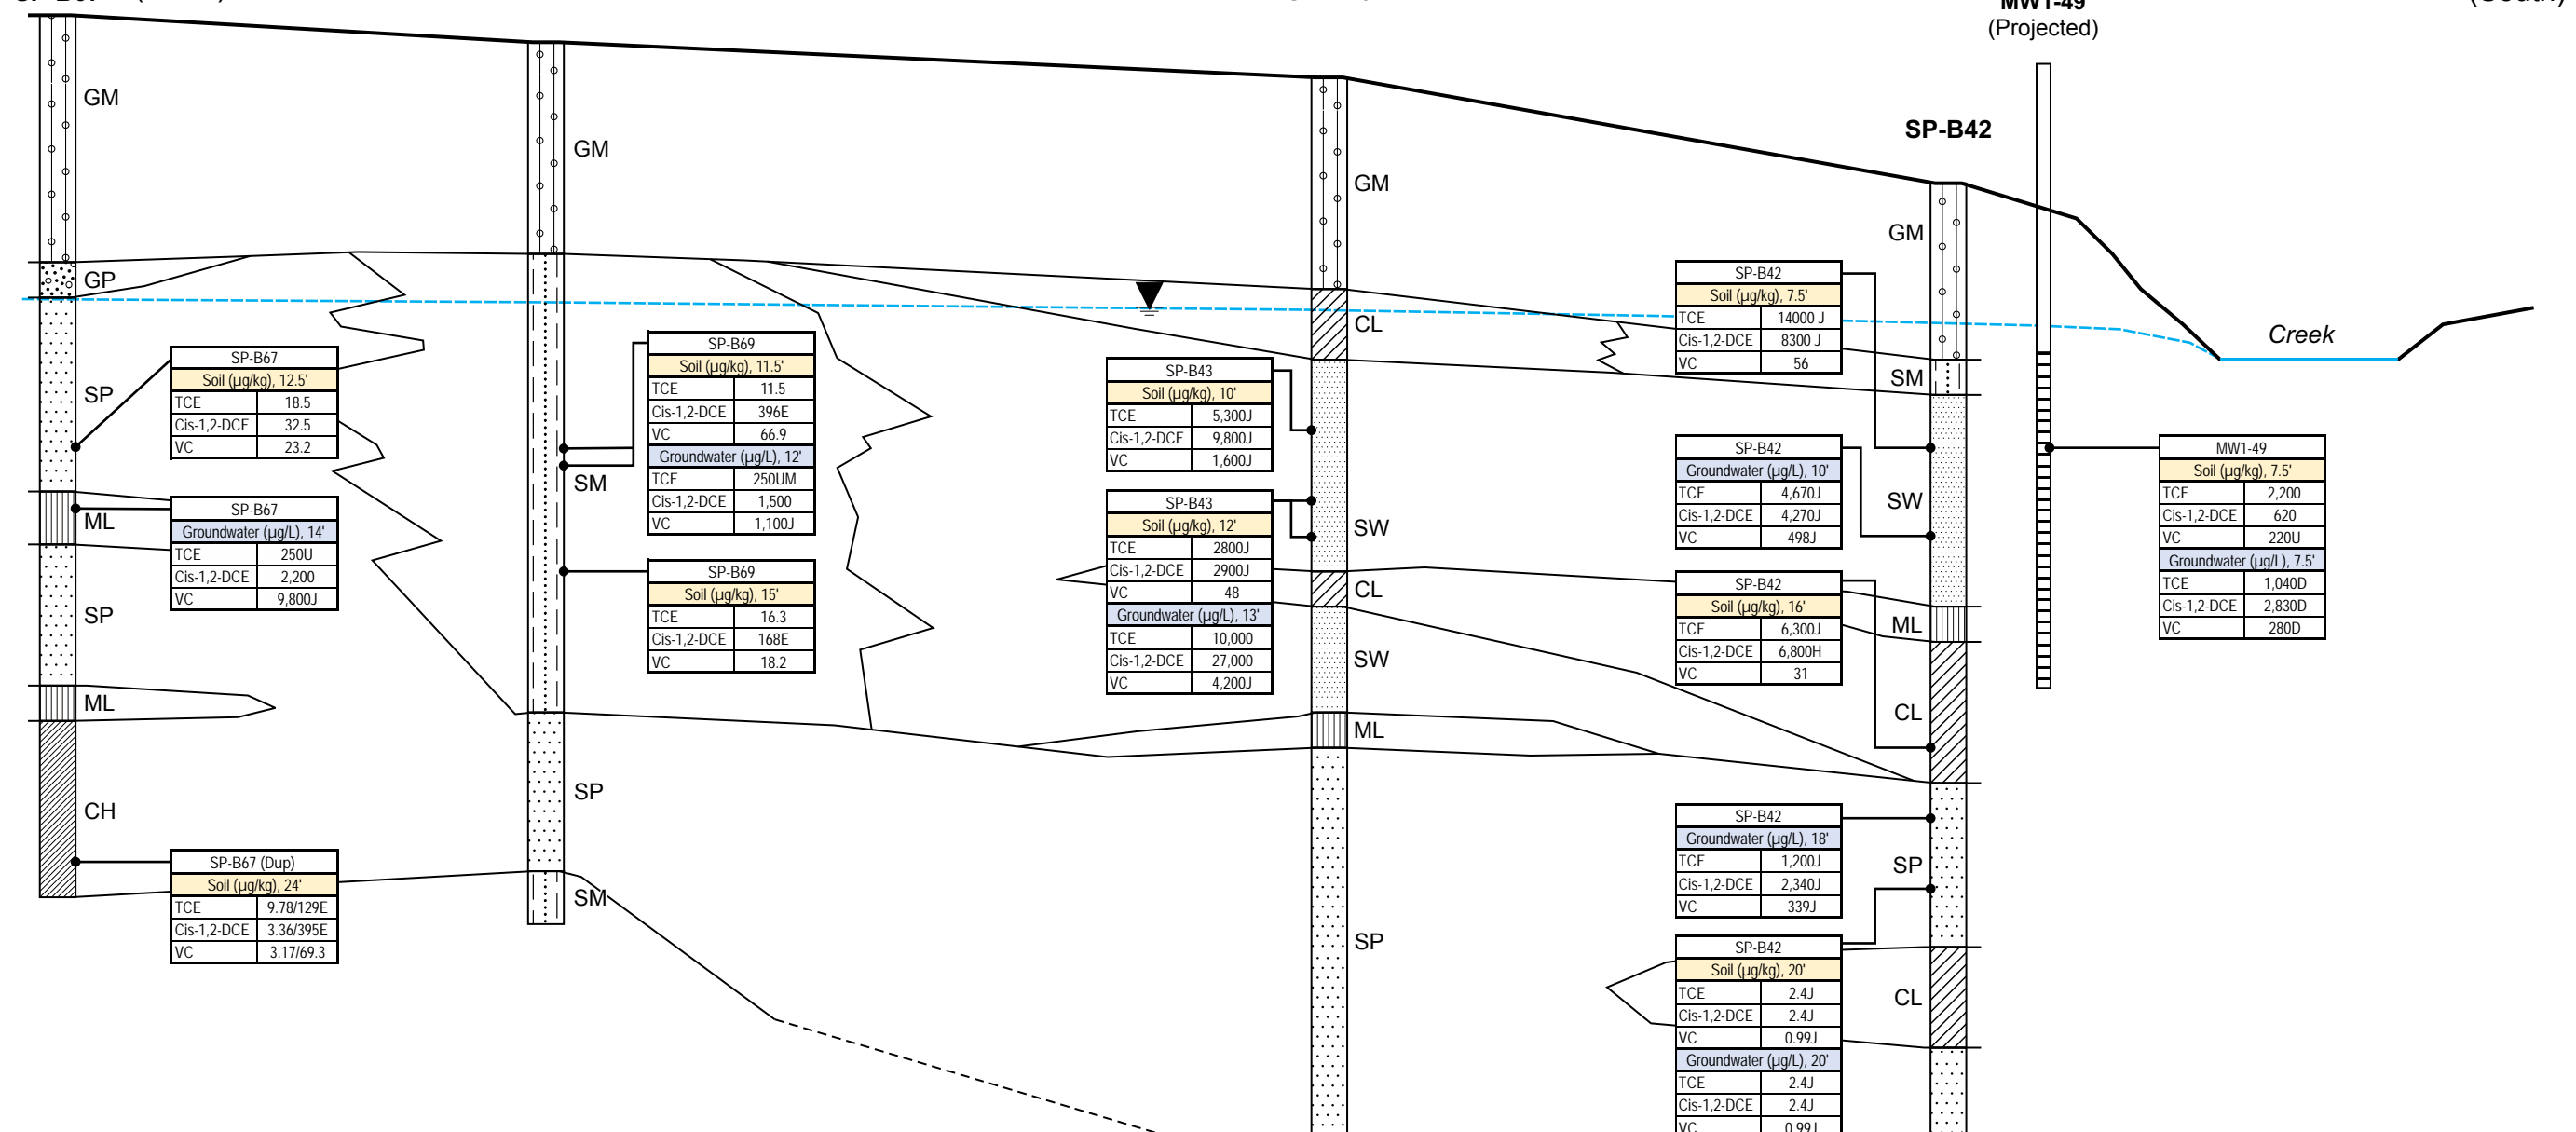 MW1-49
(Projected)
SP-B42
GM
GM
GM
GM
GP
SP
ML
SP
ML
CH
SM
SP
SM
CL
SW
CL
SW
ML
SP
SM
SW
ML
CL
SP
CL
Creek
SP-B67
Soil (µg/kg), 12.5'
TCE 18.5
Cis-1,2-DCE 32.5
VC 23.2
SP-B67
Groundwater (µg/L), 14'
TCE 250U
Cis-1,2-DCE 2,200
VC 9,800J
SP-B67 (Dup)
Soil (µg/kg), 24'
TCE 9.78/129E
Cis-1,2-DCE 3.36/395E
VC 3.17/69.3
SP-B69
Soil (µg/kg), 11.5'
TCE 11.5
Cis-1,2-DCE 396E
VC 66.9
Groundwater (µg/L), 12'
TCE 250UM
Cis-1,2-DCE 1,500
VC 1,100J
SP-B69
Soil (µg/kg), 15'
TCE 16.3
Cis-1,2-DCE 168E
VC 18.2
SP-B43
Soil (µg/kg), 10'
TCE 5,300J
Cis-1,2-DCE 9,800J
VC 1,600J
SP-B43
Soil (µg/kg), 12'
TCE 2800J
Cis-1,2-DCE 2900J
VC 48
Groundwater (µg/L), 13'
TCE 10,000
Cis-1,2-DCE 27,000
VC 4,200J
SP-B42
Soil (µg/kg), 7.5'
TCE 14000 J
Cis-1,2-DCE 8300 J
VC 56
SP-B42
Groundwater (µg/L), 10'
TCE 4,670J
Cis-1,2-DCE 4,270J
VC 498J
SP-B42
Soil (µg/kg), 16'
TCE 6,300J
Cis-1,2-DCE 6,800H
VC 31
SP-B42
Groundwater (µg/L), 18'
TCE 1,200J
Cis-1,2-DCE 2,340J
VC 339J
SP-B42
Soil (µg/kg), 20'
TCE 2.4J
Cis-1,2-DCE 2.4J
VC 0.99J
Groundwater (µg/L), 20'
TCE 2.4J
Cis-1,2-DCE 2.4J
VC 0.99J
MW1-49
Soil (µg/kg), 7.5'
TCE 2,200
Cis-1,2-DCE 620
VC 220U
Groundwater (µg/L), 7.5'
TCE 1,040D
Cis-1,2-DCE 2,830D
VC 280D